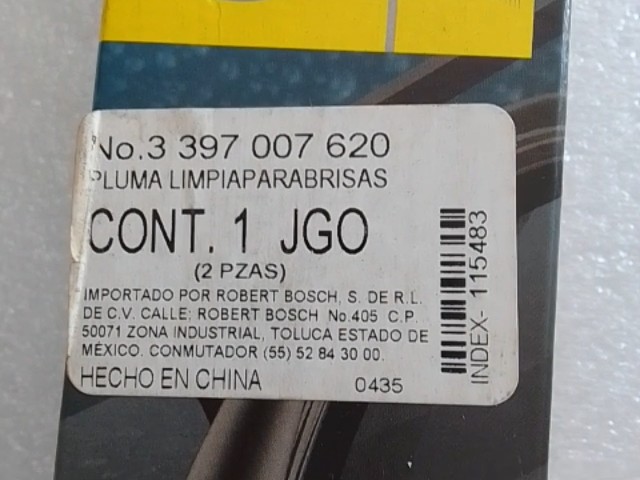 No.3 397 007 620
PLUMA LIMPIAPARABRISAS
CONT. 1 JGO
(2 PZAS)
IMPORTADO POR ROBERT BOSCH, S. DE R.L.
DE C.V. CALLE; ROBERT BOSCH No.405 C.P.
50071 ZONA INDUSTRIAL, TOLUCA ESTADO DE
MÉXICO. CONMUTADOR (55) 52 84 30 00.
HECHO EN CHINA 0435
INDEX- 115483